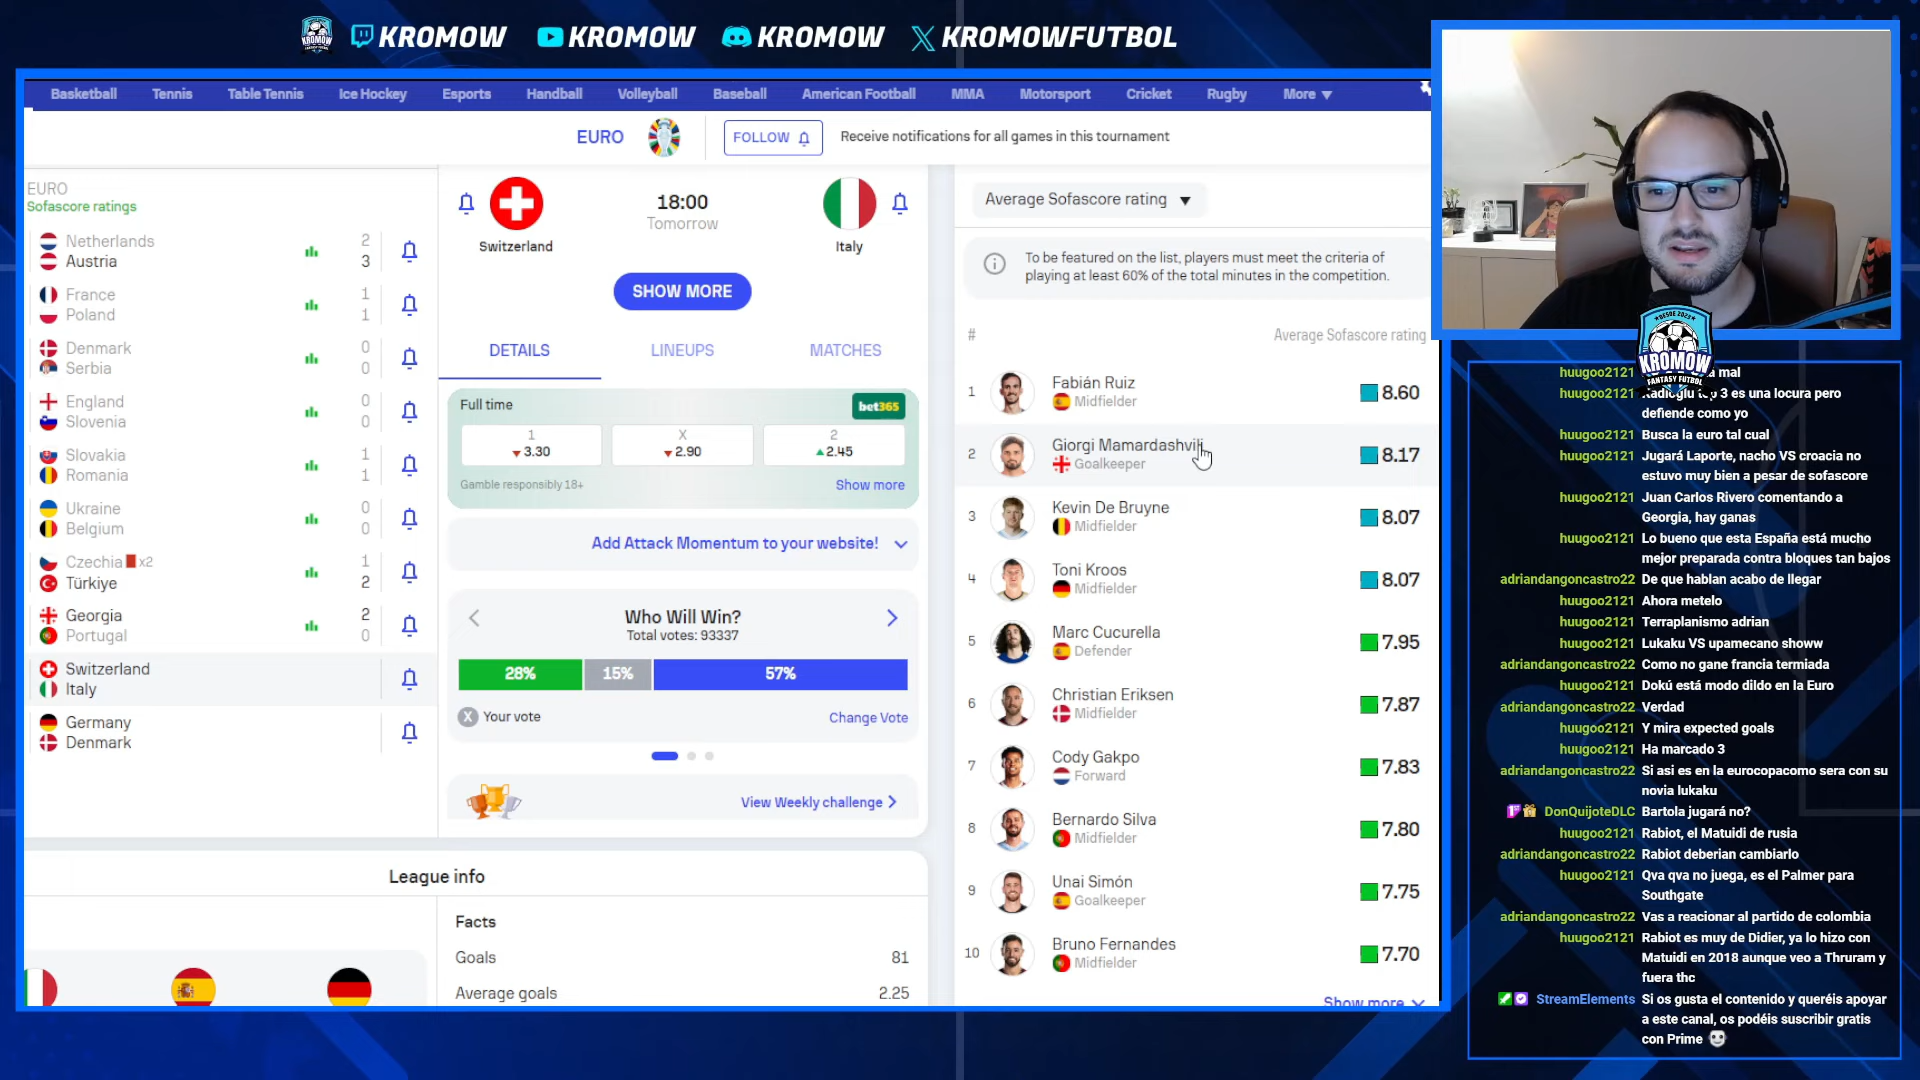 KROMOW
KROMOW
KROMOW
KROMOWFUTBOL
Basketball
Tennis
Table Tennis
Ice Hockey
Esports
Handball
Volleyball
Baseball
American Football
MMA
Motorsport
Cricket
Rugby
More
EURO
FOLLOW
Receive notifications for all games in this tournament
EURO
Sofascore ratings
Netherlands 2
Austria 3
France 1
Poland 1
Denmark 0
Serbia 0
England 0
Slovenia 0
Slovakia 1
Romania 1
Ukraine 0
Belgium 0
Czechia x2 1
Türkiye 2
Georgia 2
Portugal 0
Switzerland
Italy
Germany
Denmark
18:00
Tomorrow
Switzerland
Italy
SHOW MORE
DETAILS
LINEUPS
MATCHES
Full time
bet365
1
3.30
X
2.90
2
2.45
Gamble responsibly 18+
Show more
Add Attack Momentum to your website!
Who Will Win?
Total votes: 93337
28%
15%
57%
X Your vote
Change Vote
View Weekly challenge
League info
Facts
Goals 81
Average goals 2.25
Average Sofascore rating
To be featured on the list, players must meet the criteria of
playing at least 60% of the total minutes in the competition.
# Average Sofascore rating
1 Fabián Ruiz 8.60
Midfielder
2 Giorgi Mamardashvili 8.17
Goalkeeper
3 Kevin De Bruyne 8.07
Midfielder
4 Toni Kroos 8.07
Midfielder
5 Marc Cucurella 7.95
Defender
6 Christian Eriksen 7.87
Midfielder
7 Cody Gakpo 7.83
Forward
8 Bernardo Silva 7.80
Midfielder
9 Unai Simón 7.75
Goalkeeper
10 Bruno Fernandes 7.70
Midfielder
Show more
DESDE 2023
KROMOW
FANTASY FUTBOL
huugoo2121 mal
huugoo2121 3 es una locura pero
defiende como yo
huugoo2121 Busca la euro tal cual
huugoo2121 Jugará Laporte, nacho VS croacia no
estuvo muy bien a pesar de sofascore
huugoo2121 Juan Carlos Rivero comentando a
Georgia, hay ganas
huugoo2121 Lo bueno que esta España está mucho
mejor preparada contra bloques tan bajos
adriandangoncastro22 De que hablan acabo de llegar
huugoo2121 Ahora metelo
huugoo2121 Terraplanismo adrian
huugoo2121 Lukaku VS upamecano showw
adriandangoncastro22 Como no gane francia termiada
huugoo2121 Dokú está modo dildo en la Euro
adriandangoncastro22 Verdad
huugoo2121 Y mira expected goals
huugoo2121 Ha marcado 3
adriandangoncastro22 Si asi es en la eurocopacomo sera con su
novia lukaku
DonQuijoteDLC Bartola jugará no?
huugoo2121 Rabiot, el Matuidi de rusia
adriandangoncastro22 Rabiot deberian cambiarlo
huugoo2121 Qva qva no juega, es el Palmer para
Southgate
adriandangoncastro22 Vas a reacionar al partido de colombia
huugoo2121 Rabiot es muy de Didier, ya lo hizo con
Matuidi en 2018 aunque veo a Thruram y
fuera thc
StreamElements Si os gusta el contenido y queréis apoyar
a este canal, os podéis suscribir gratis
con Prime